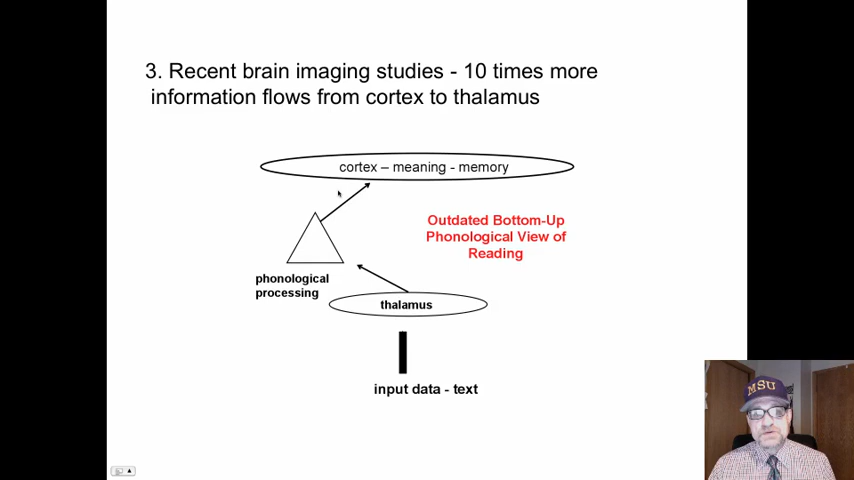 3. Recent brain imaging studies - 10 times more
information flows from cortex to thalamus
cortex – meaning - memory
Outdated Bottom-Up
Phonological View of
Reading
phonological
processing
thalamus
input data - text
MSU